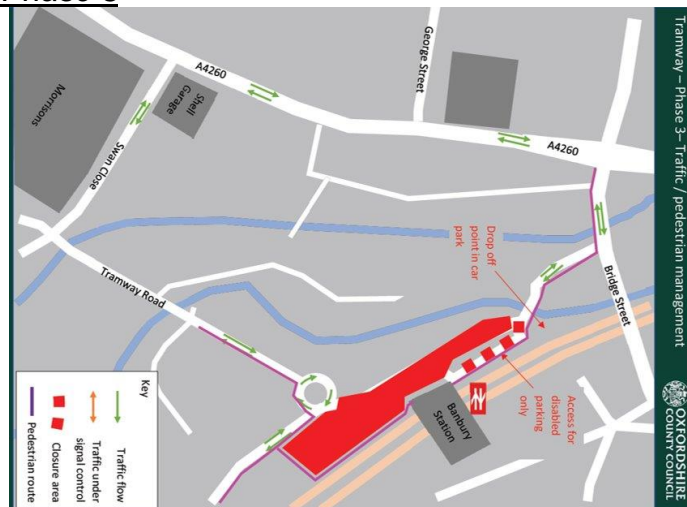 Phase 3
Tramway – Phase 3– Traffic / pedestrian management
OXFORDSHIRE
COUNTY COUNCIL
George Street
A4260
A4260
Shell
Garage
Morrisons
Swan Close
Tramway Road
Bridge Street
Drop off
point in car
park
Access for
disabled
parking
only
Banbury
Station
Key
Traffic flow
Traffic under
signal control
Closure area
Pedestrian route